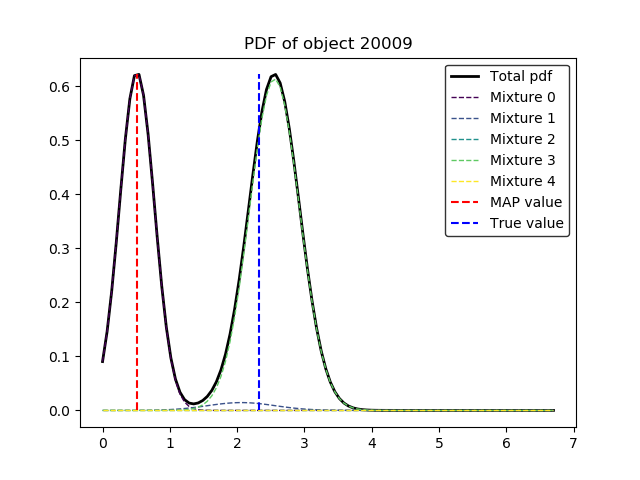 PDF of object 20009
Total pdf
Mixture 0
Mixture 1
Mixture 2
Mixture 3
Mixture 4
MAP value
True value
0.6
0.5
0.4
0.3
0.2
0.1
0.0
0 1 2 3 4 5 6 7